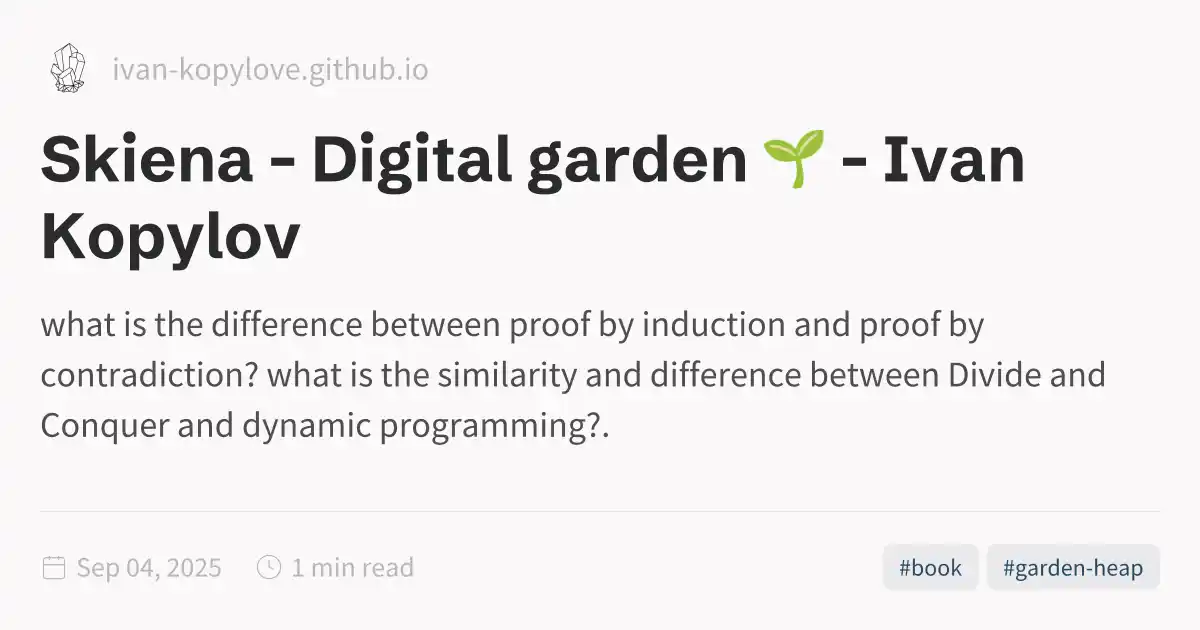 ivan-kopylove.github.io
Skiena - Digital garden 🌱 - Ivan
Kopylov
what is the difference between proof by induction and proof by
contradiction? what is the similarity and difference between Divide and
Conquer and dynamic programming?.
Sep 04, 2025 1 min read #book #garden-heap